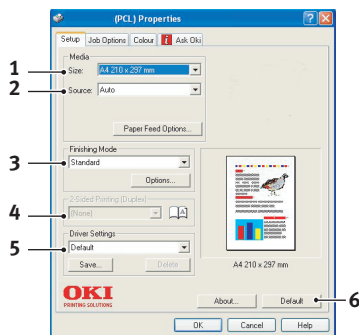 (PCL) Properties
Setup Job Options Colour Ask Oki
Media
1 Size: A4 210 x 297 mm
2 Source: Auto
Paper Feed Options...
Finishing Mode
3 Standard
Options...
2-Sided Printing (Duplex)
4 (None)
Driver Settings
5 Default
Save... Delete
A4 210 x 297 mm
OKI
PRINTING SOLUTIONS
About... Default 6
OK Cancel Help